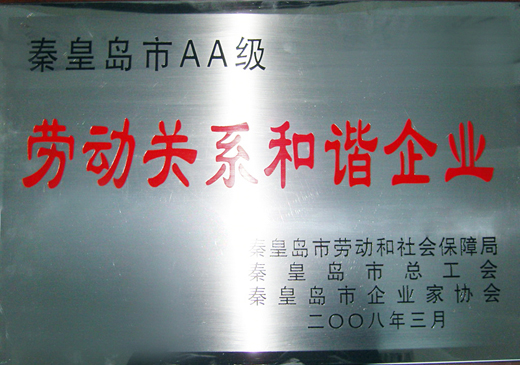 秦皇岛市AA级
劳动关系和谐企业
秦皇岛市劳动和社会保障局
秦皇岛市总工会
秦皇岛市企业家协会
二〇〇八年三月